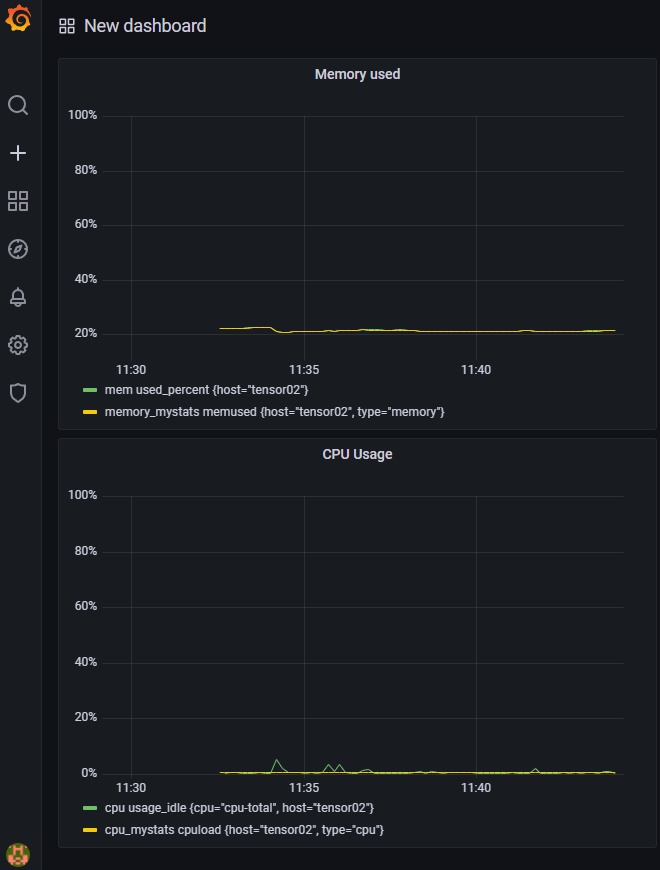 New dashboard
Memory used
100%
80%
60%
40%
20%
11:30 11:35 11:40
mem used_percent {host="tensor02"}
memory_mystats memused {host="tensor02", type="memory"}
CPU Usage
100%
80%
60%
40%
20%
0%
11:30 11:35 11:40
cpu usage_idle {cpu="cpu-total", host="tensor02"}
cpu_mystats cpuload {host="tensor02", type="cpu"}